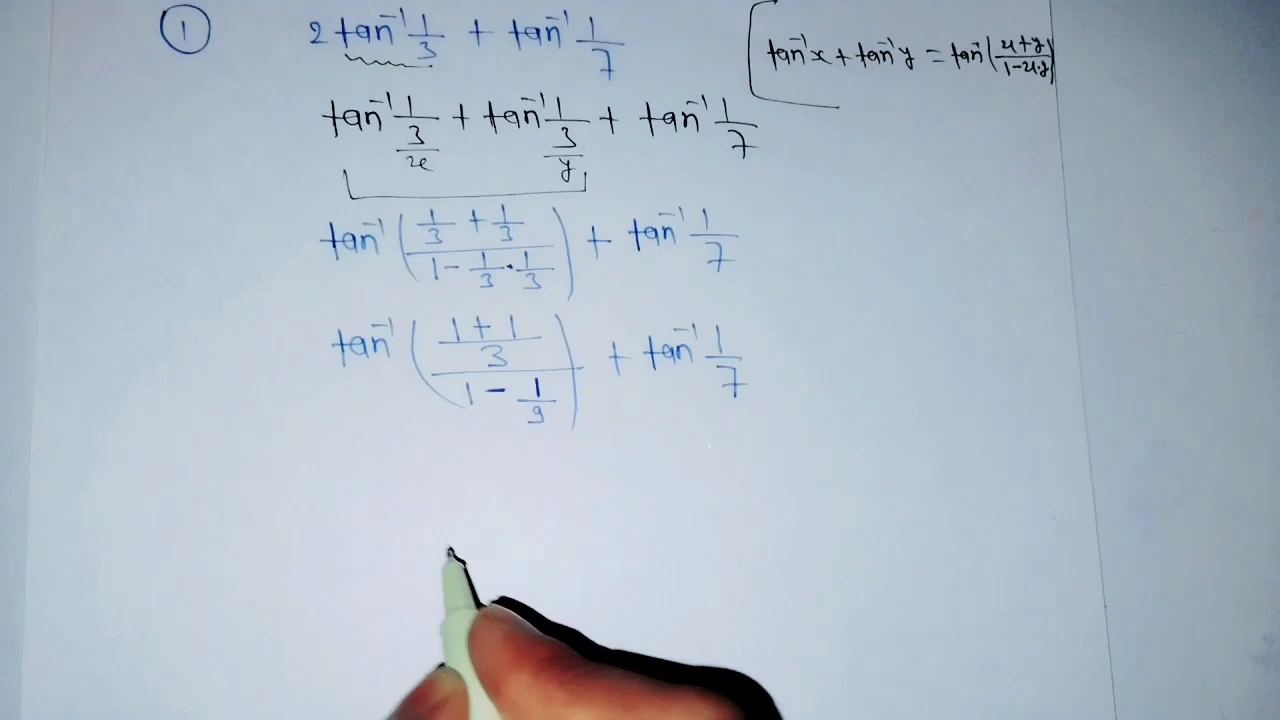 ① 2 tan⁻¹ 1/3 + tan⁻¹ 1/7
tan⁻¹x + tan⁻¹y = tan⁻¹((x+y)/(1-x.y))
tan⁻¹ 1/3 + tan⁻¹ 1/3 + tan⁻¹ 1/7
x y
tan⁻¹((1/3 + 1/3)/(1 - 1/3 · 1/3)) + tan⁻¹ 1/7
tan⁻¹(((1+1)/3)/(1 - 1/9)) + tan⁻¹ 1/7